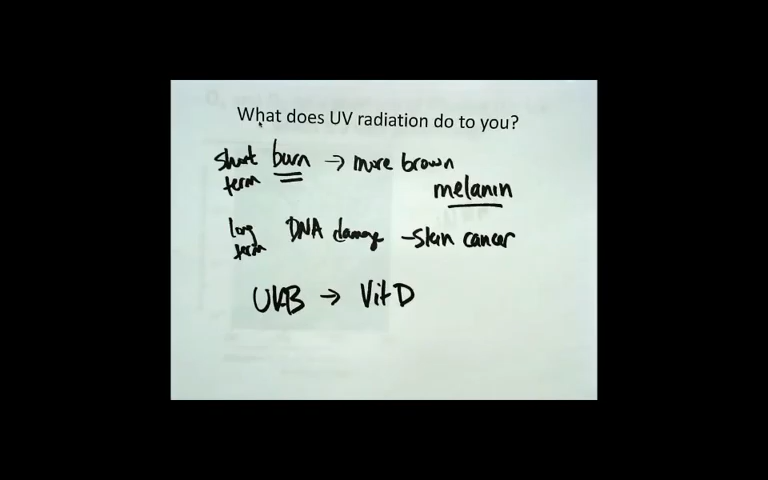 What does UV radiation do to you?
short term burn → more brown
melanin
long term DNA damage - skin cancer
UVB → Vit D